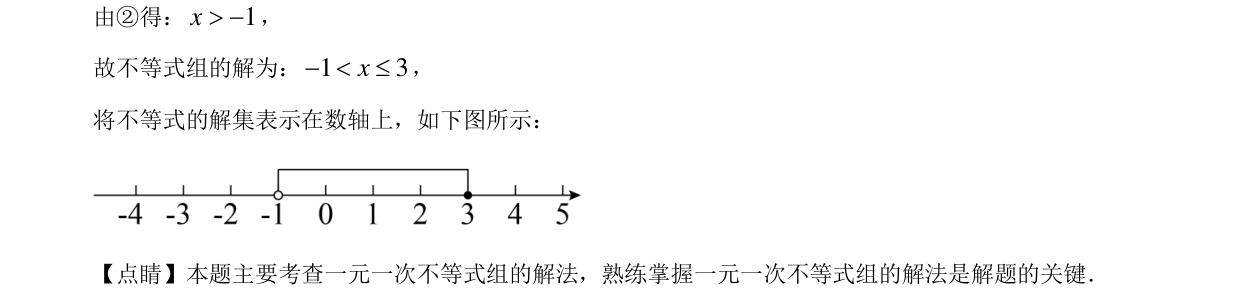 由②得：x > −1，
故不等式组的解为：−1 < x ≤ 3，
将不等式的解集表示在数轴上，如下图所示：
-4 -3 -2 -1 0 1 2 3 4 5
【点睛】本题主要考查一元一次不等式组的解法，熟练掌握一元一次不等式组的解法是解题的关键．